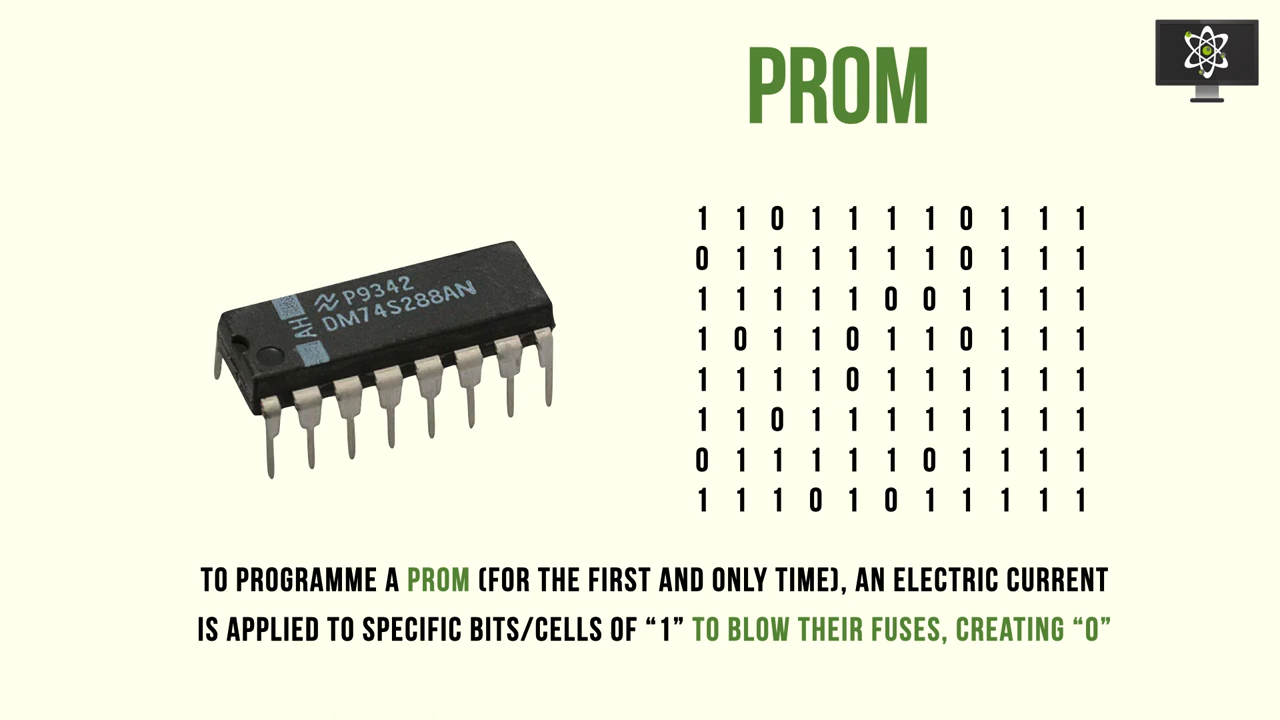 PROM
P9342
DM74S288AN
AH
1 1 0 1 1 1 1 0 1 1 1
0 1 1 1 1 1 1 0 1 1 1
1 1 1 1 1 0 0 1 1 1 1
1 0 1 1 0 1 1 0 1 1 1
1 1 1 1 0 1 1 1 1 1 1
1 1 0 1 1 1 1 1 1 1 1
0 1 1 1 1 1 0 1 1 1 1
1 1 1 0 1 0 1 1 1 1 1
TO PROGRAMME A PROM (FOR THE FIRST AND ONLY TIME), AN ELECTRIC CURRENT
IS APPLIED TO SPECIFIC BITS/CELLS OF “1” TO BLOW THEIR FUSES, CREATING “0”